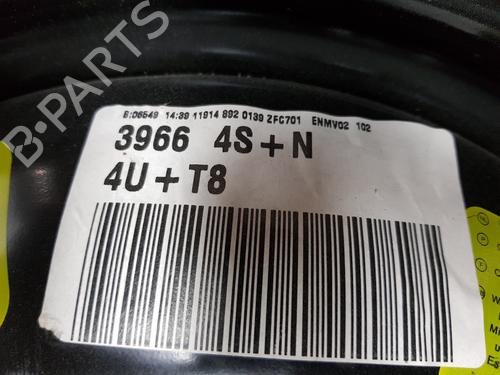 B-PARTS
B:06549 14:39 11914 892 0139 ZFC701 ENMV02 102
3966 4S+N
4U+T8